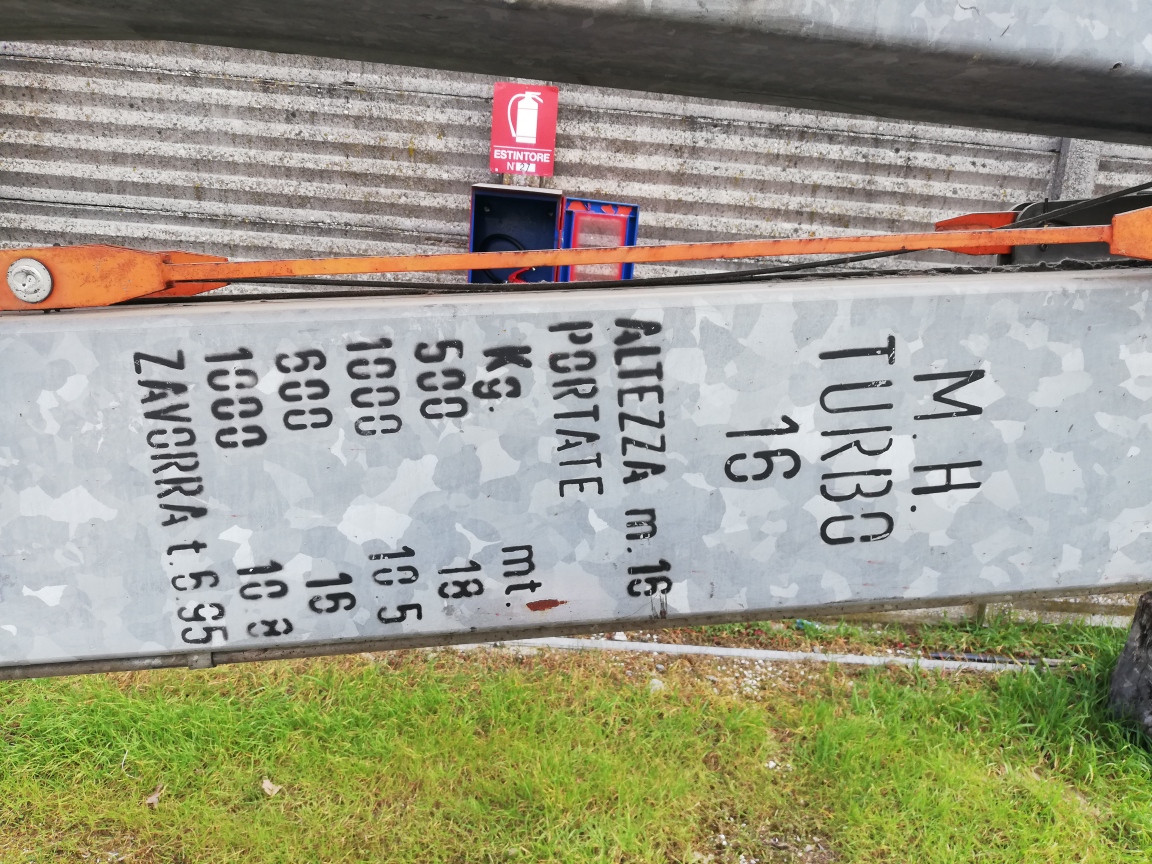 ESTINTORE
N° 27
M.H.
TURBO
16
ALTEZZA m. 16
PORTATE
Kg. mt.
500 18
1000 10 5
600 16
1000 10.8
ZAVORRA t. 6 95